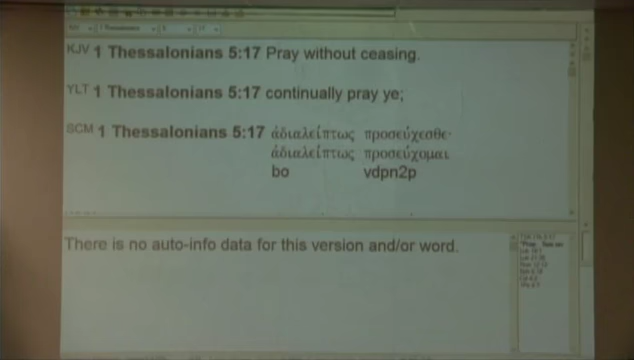 KJV 1 Thessalonians 5:17 Pray without ceasing.
YLT 1 Thessalonians 5:17 continually pray ye;
SCM 1 Thessalonians 5:17 ἀδιαλείπτως προσεύχεσθε·
ἀδιαλείπτως προσεύχομαι
bo vdpn2p
There is no auto-info data for this version and/or word.